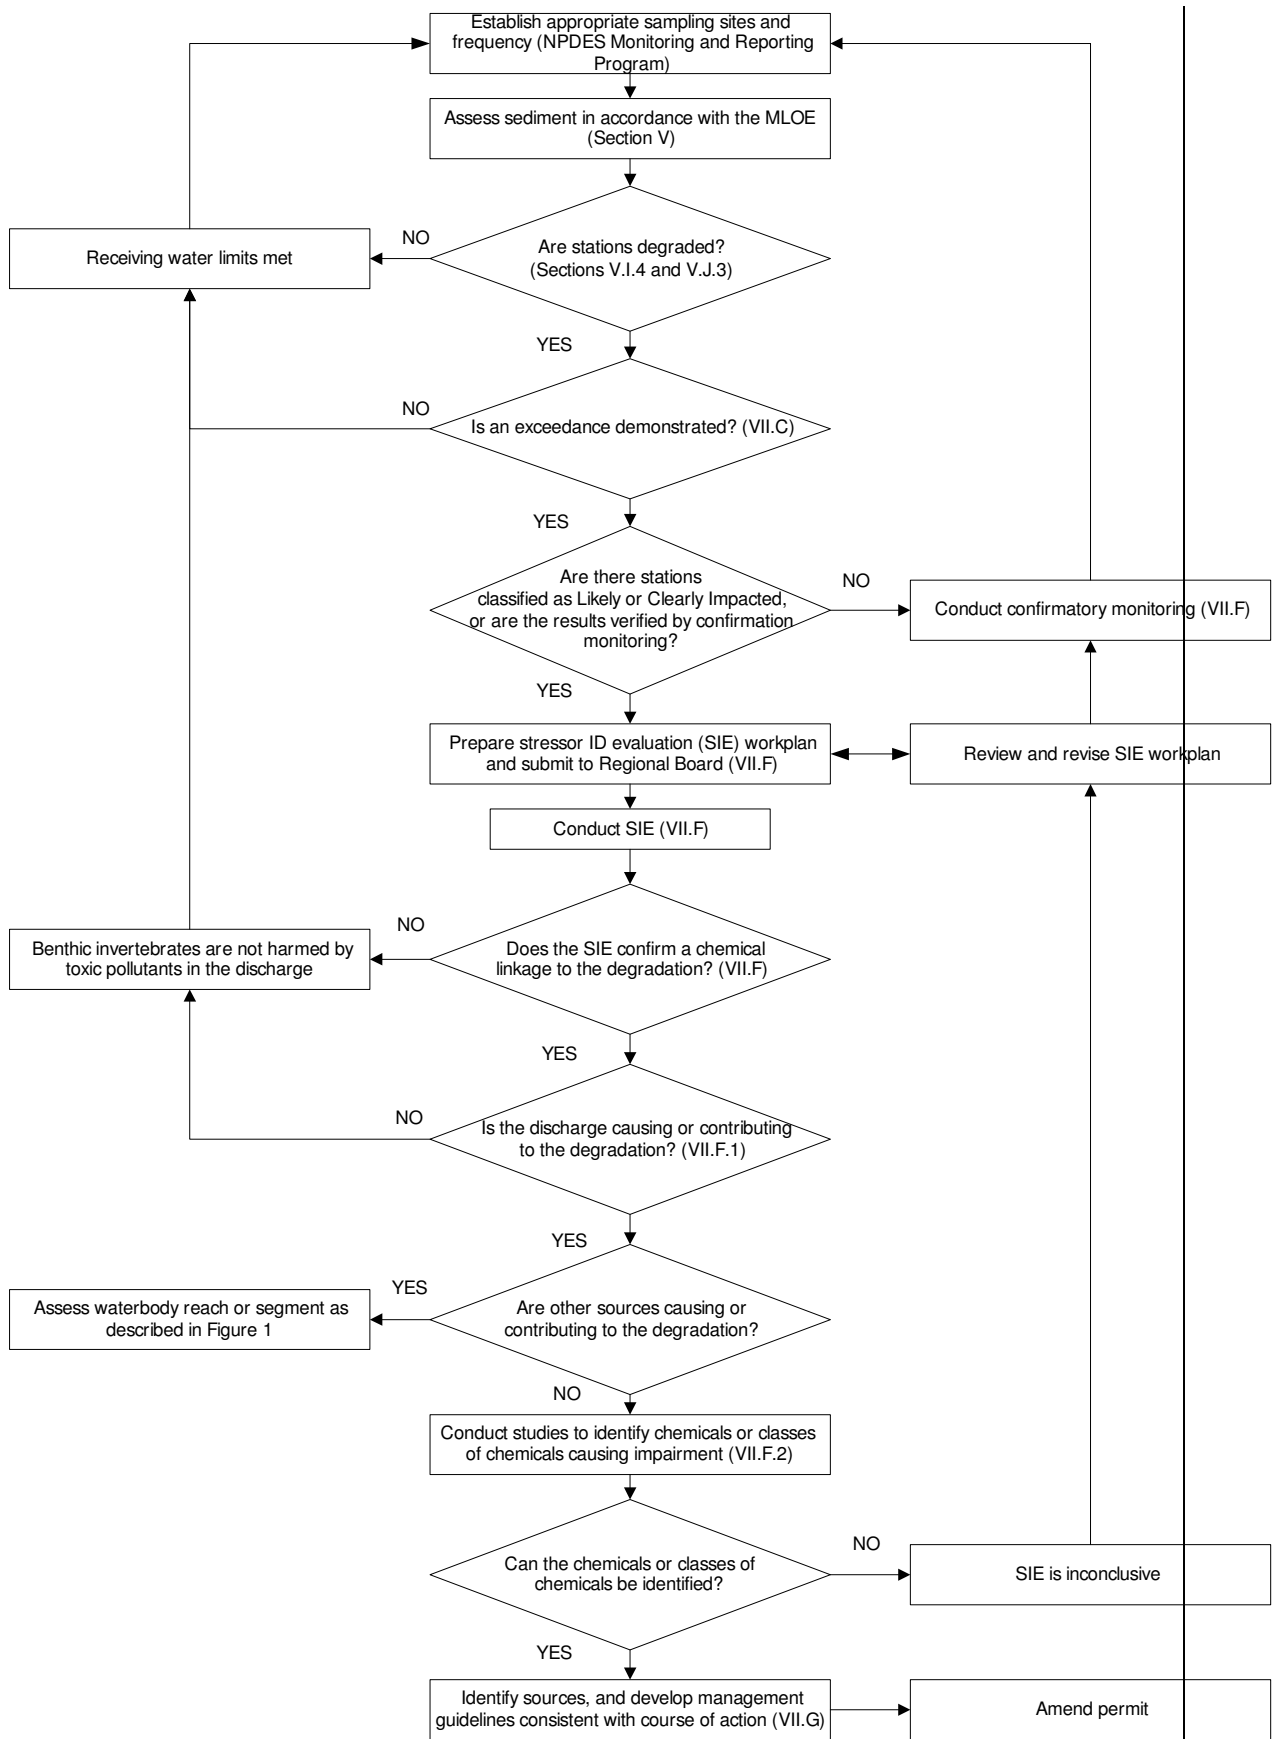 Establish appropriate sampling sites and
frequency (NPDES Monitoring and Reporting
Program)
Assess sediment in accordance with the MLOE
(Section V)
Are stations degraded?
(Sections V.I.4 and V.J.3)
NO
Receiving water limits met
YES
Is an exceedance demonstrated? (VII.C)
NO
YES
Are there stations
classified as Likely or Clearly Impacted,
or are the results verified by confirmation
monitoring?
NO
Conduct confirmatory monitoring (VII.F)
YES
Prepare stressor ID evaluation (SIE) workplan
and submit to Regional Board (VII.F)
Review and revise SIE workplan
Conduct SIE (VII.F)
Does the SIE confirm a chemical
linkage to the degradation? (VII.F)
NO
Benthic invertebrates are not harmed by
toxic pollutants in the discharge
YES
Is the discharge causing or contributing
to the degradation? (VII.F.1)
NO
YES
Are other sources causing or
contributing to the degradation?
YES
Assess waterbody reach or segment as
described in Figure 1
NO
Conduct studies to identify chemicals or classes
of chemicals causing impairment (VII.F.2)
Can the chemicals or classes of
chemicals be identified?
NO
SIE is inconclusive
YES
Identify sources, and develop management
guidelines consistent with course of action (VII.G)
Amend permit